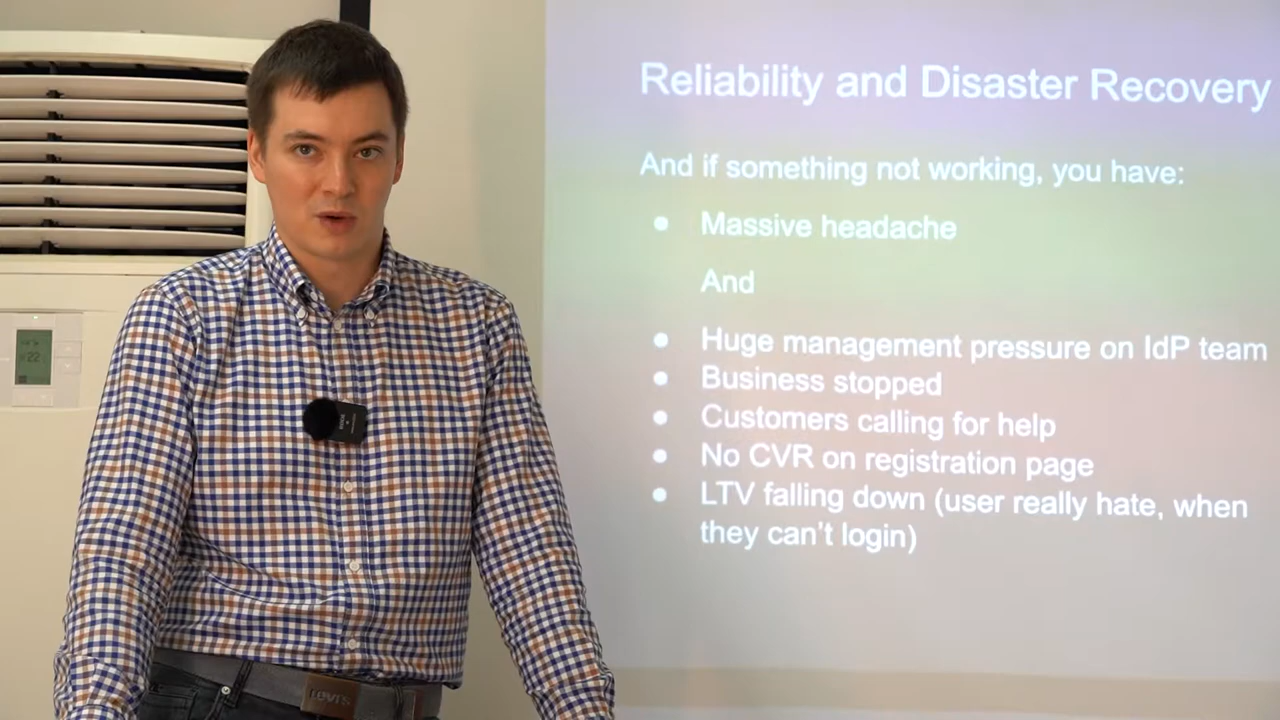 Reliability and Disaster Recovery
And if something not working, you have:
● Massive headache
And
● Huge management pressure on IdP team
● Business stopped
● Customers calling for help
● No CVR on registration page
● LTV falling down (user really hate, when
they can't login)
22°
Levi's